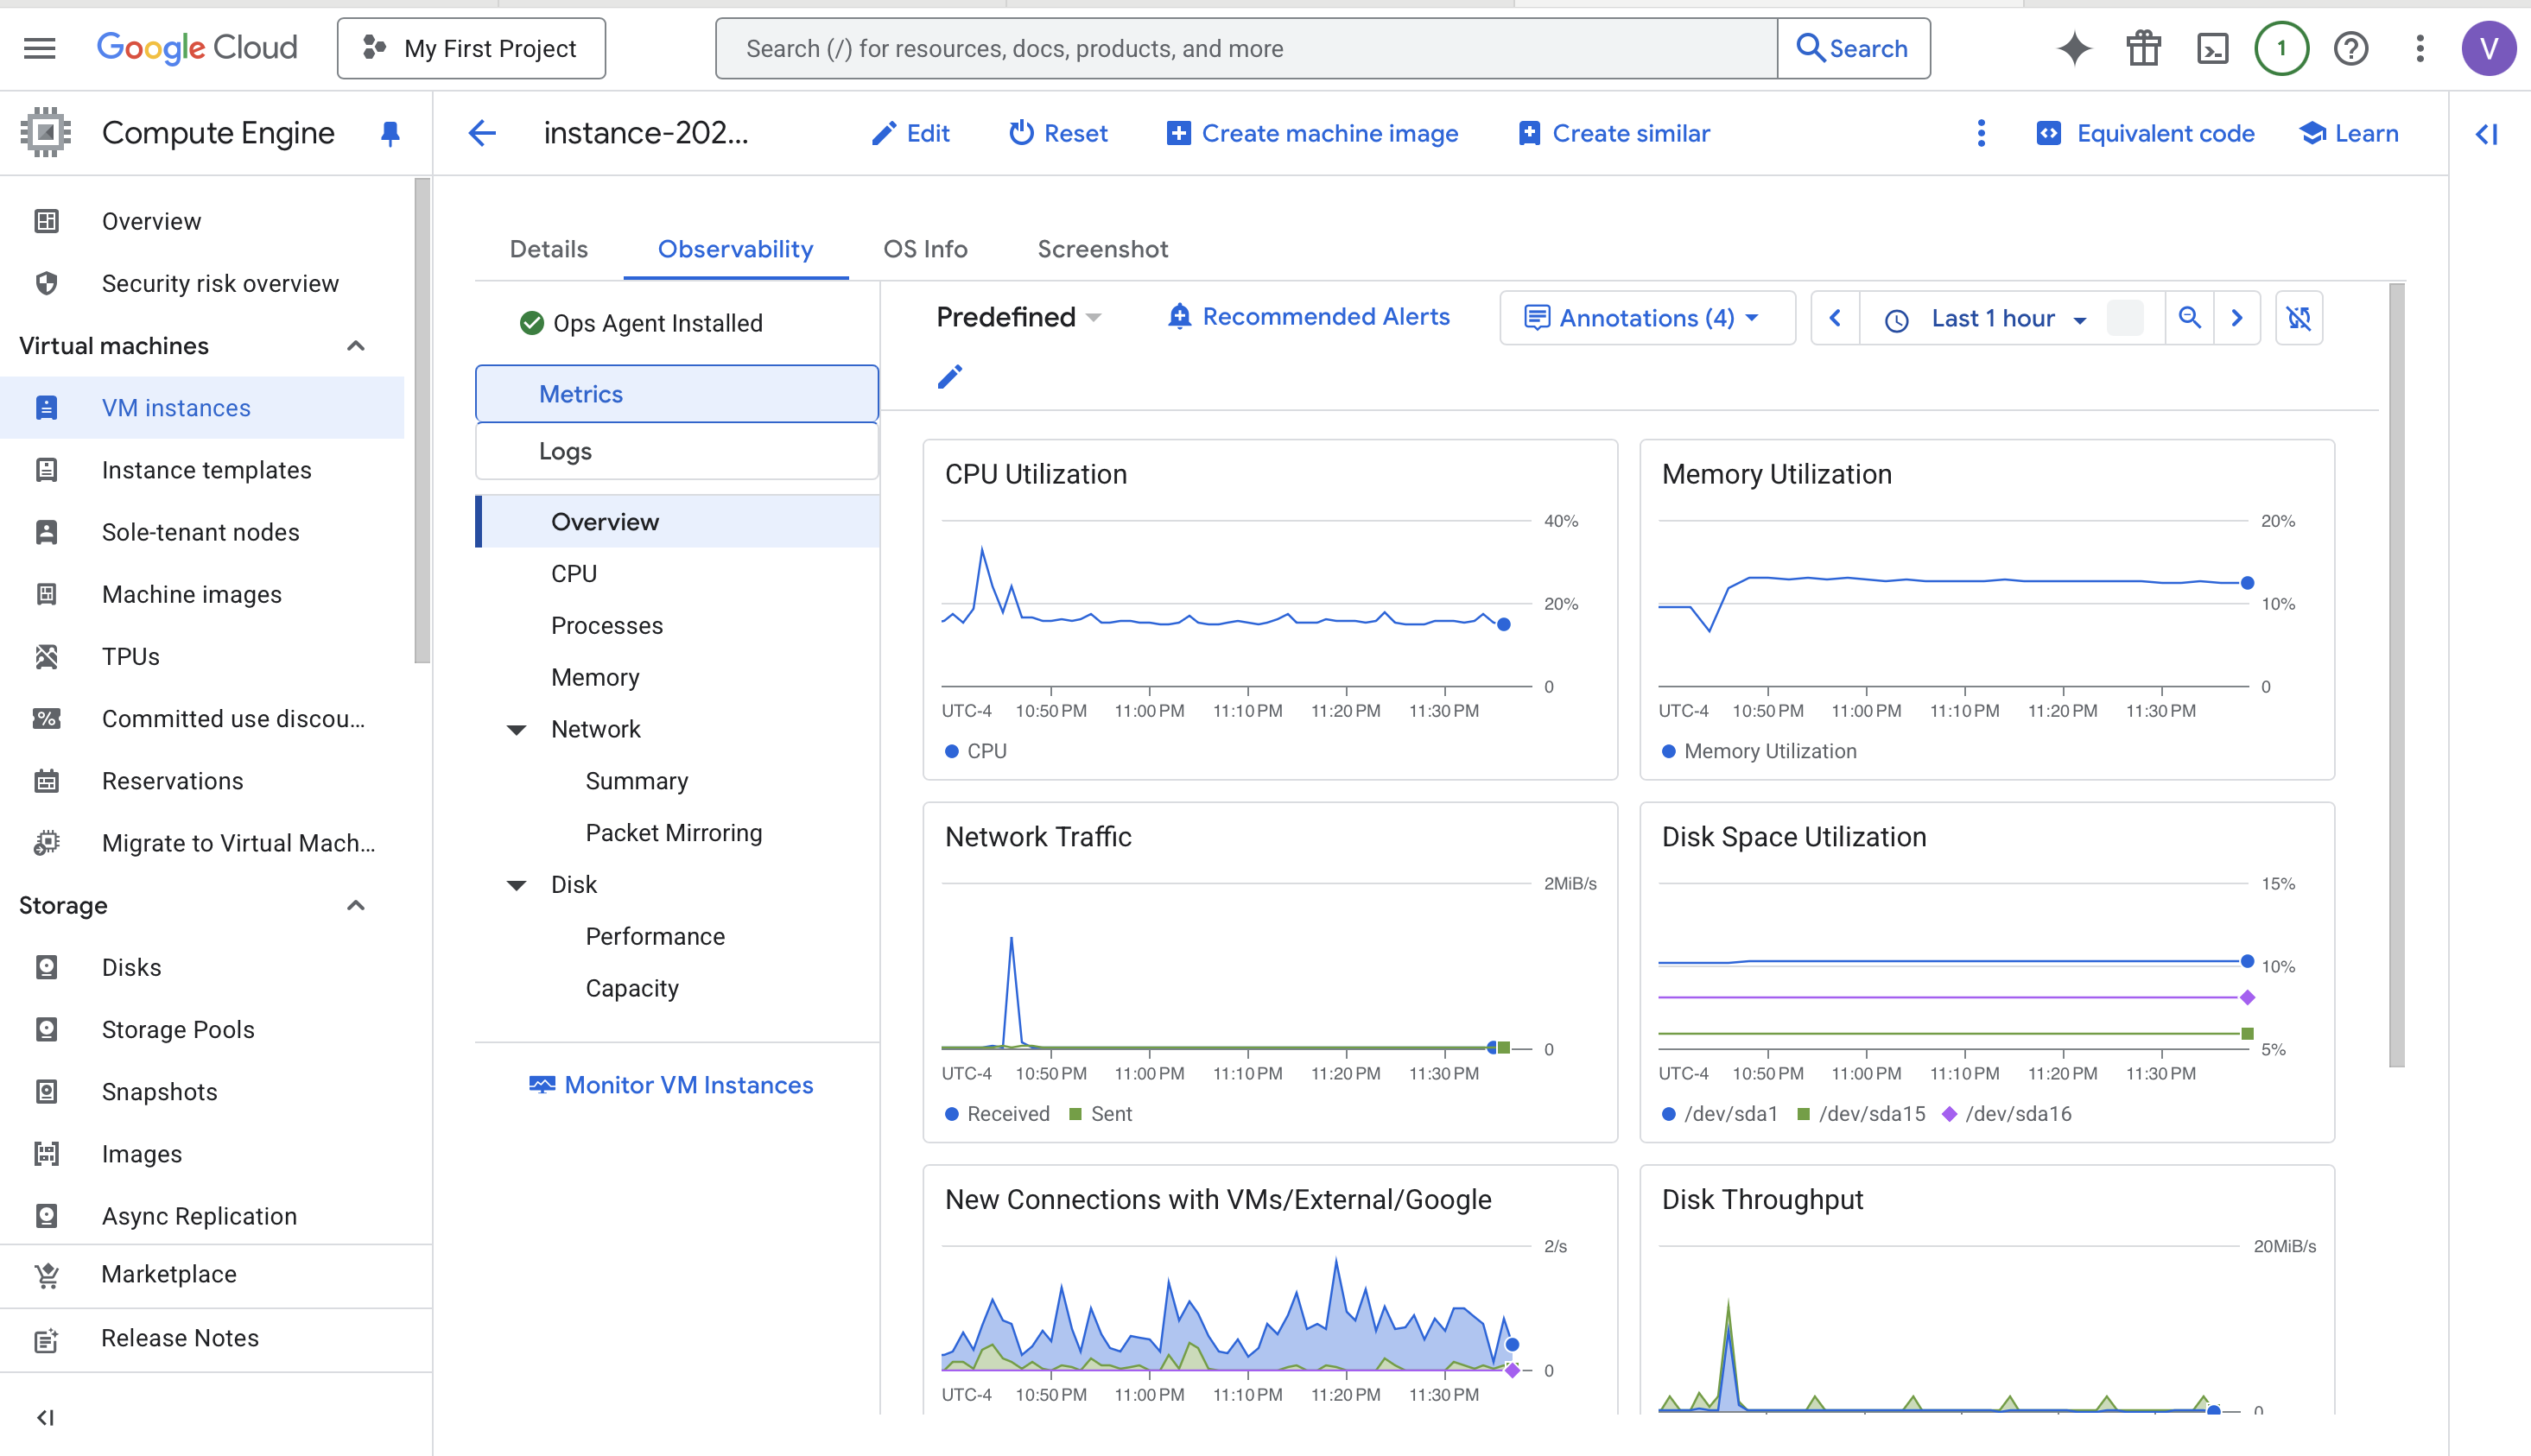 Google Cloud
My First Project
Search (/) for resources, docs, products, and more
Search
1
V
Compute Engine
instance-202...
Edit
Reset
Create machine image
Create similar
Equivalent code
Learn
Overview
Security risk overview
Virtual machines
VM instances
Instance templates
Sole-tenant nodes
Machine images
TPUs
Committed use discou...
Reservations
Migrate to Virtual Mach...
Storage
Disks
Storage Pools
Snapshots
Images
Async Replication
Marketplace
Release Notes
Details
Observability
OS Info
Screenshot
Ops Agent Installed
Metrics
Logs
Overview
CPU
Processes
Memory
Network
Summary
Packet Mirroring
Disk
Performance
Capacity
Monitor VM Instances
Predefined
Recommended Alerts
Annotations (4)
Last 1 hour
CPU Utilization
40%
20%
0
UTC-4 10:50 PM 11:00 PM 11:10 PM 11:20 PM 11:30 PM
CPU
Memory Utilization
20%
10%
0
UTC-4 10:50 PM 11:00 PM 11:10 PM 11:20 PM 11:30 PM
Memory Utilization
Network Traffic
2MiB/s
0
UTC-4 10:50 PM 11:00 PM 11:10 PM 11:20 PM 11:30 PM
Received Sent
Disk Space Utilization
15%
10%
5%
UTC-4 10:50 PM 11:00 PM 11:10 PM 11:20 PM 11:30 PM
/dev/sda1 /dev/sda15 /dev/sda16
New Connections with VMs/External/Google
2/s
0
UTC-4 10:50 PM 11:00 PM 11:10 PM 11:20 PM 11:30 PM
Disk Throughput
20MiB/s
0